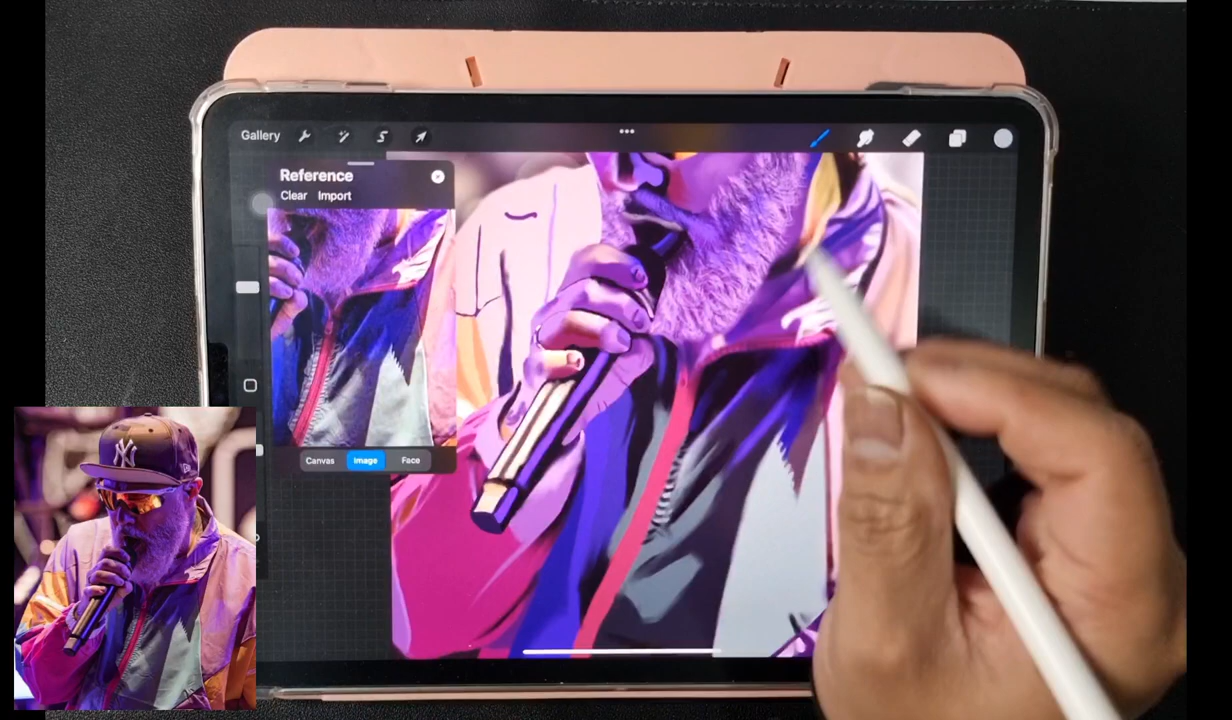 Gallery
Reference
Clear Import
Canvas Image Face
NY